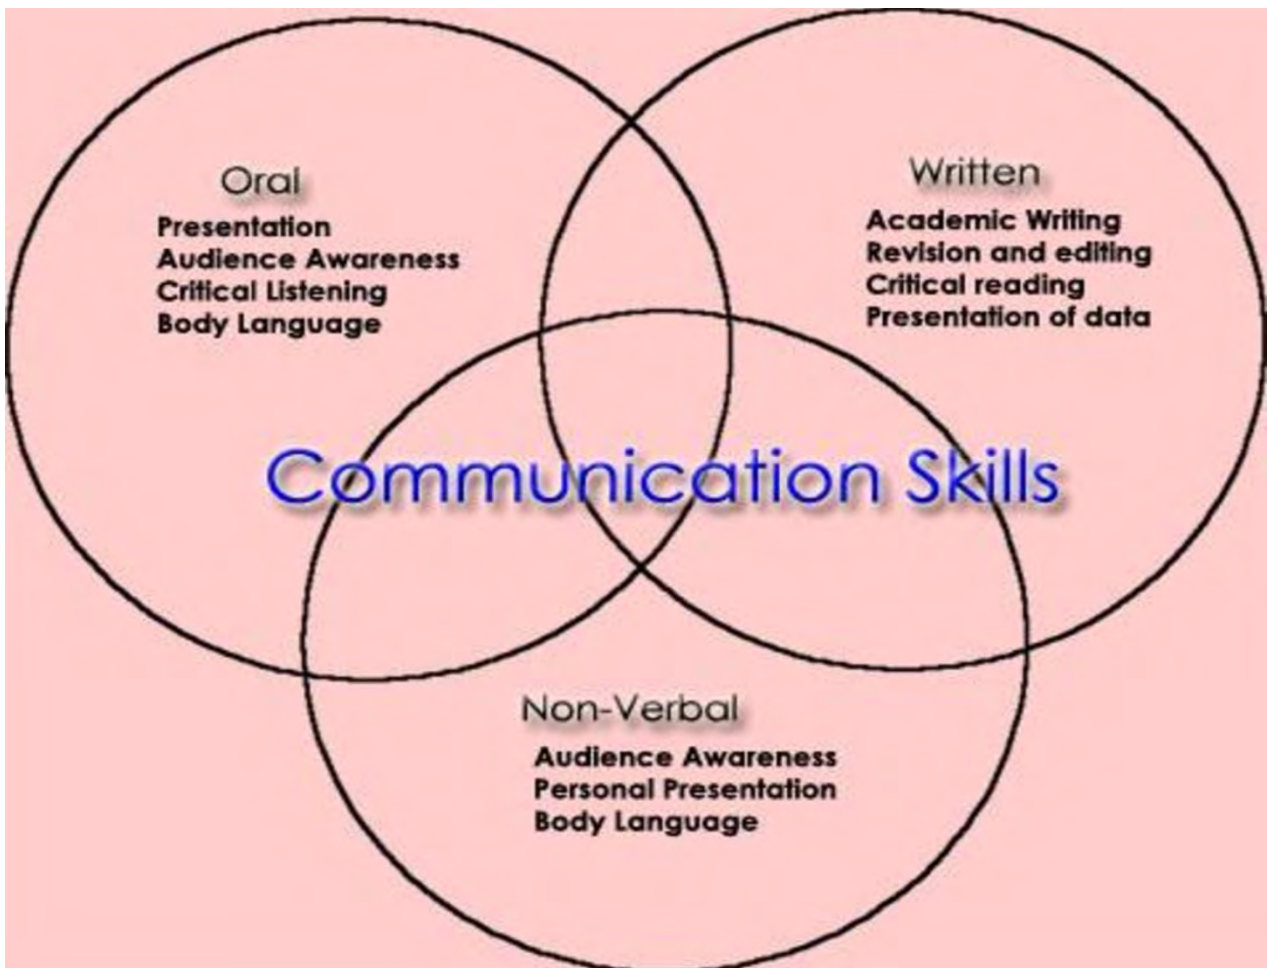 Oral
Presentation
Audience Awareness
Critical Listening
Body Language
Written
Academic Writing
Revision and editing
Critical reading
Presentation of data
Communication Skills
Non-Verbal
Audience Awareness
Personal Presentation
Body Language